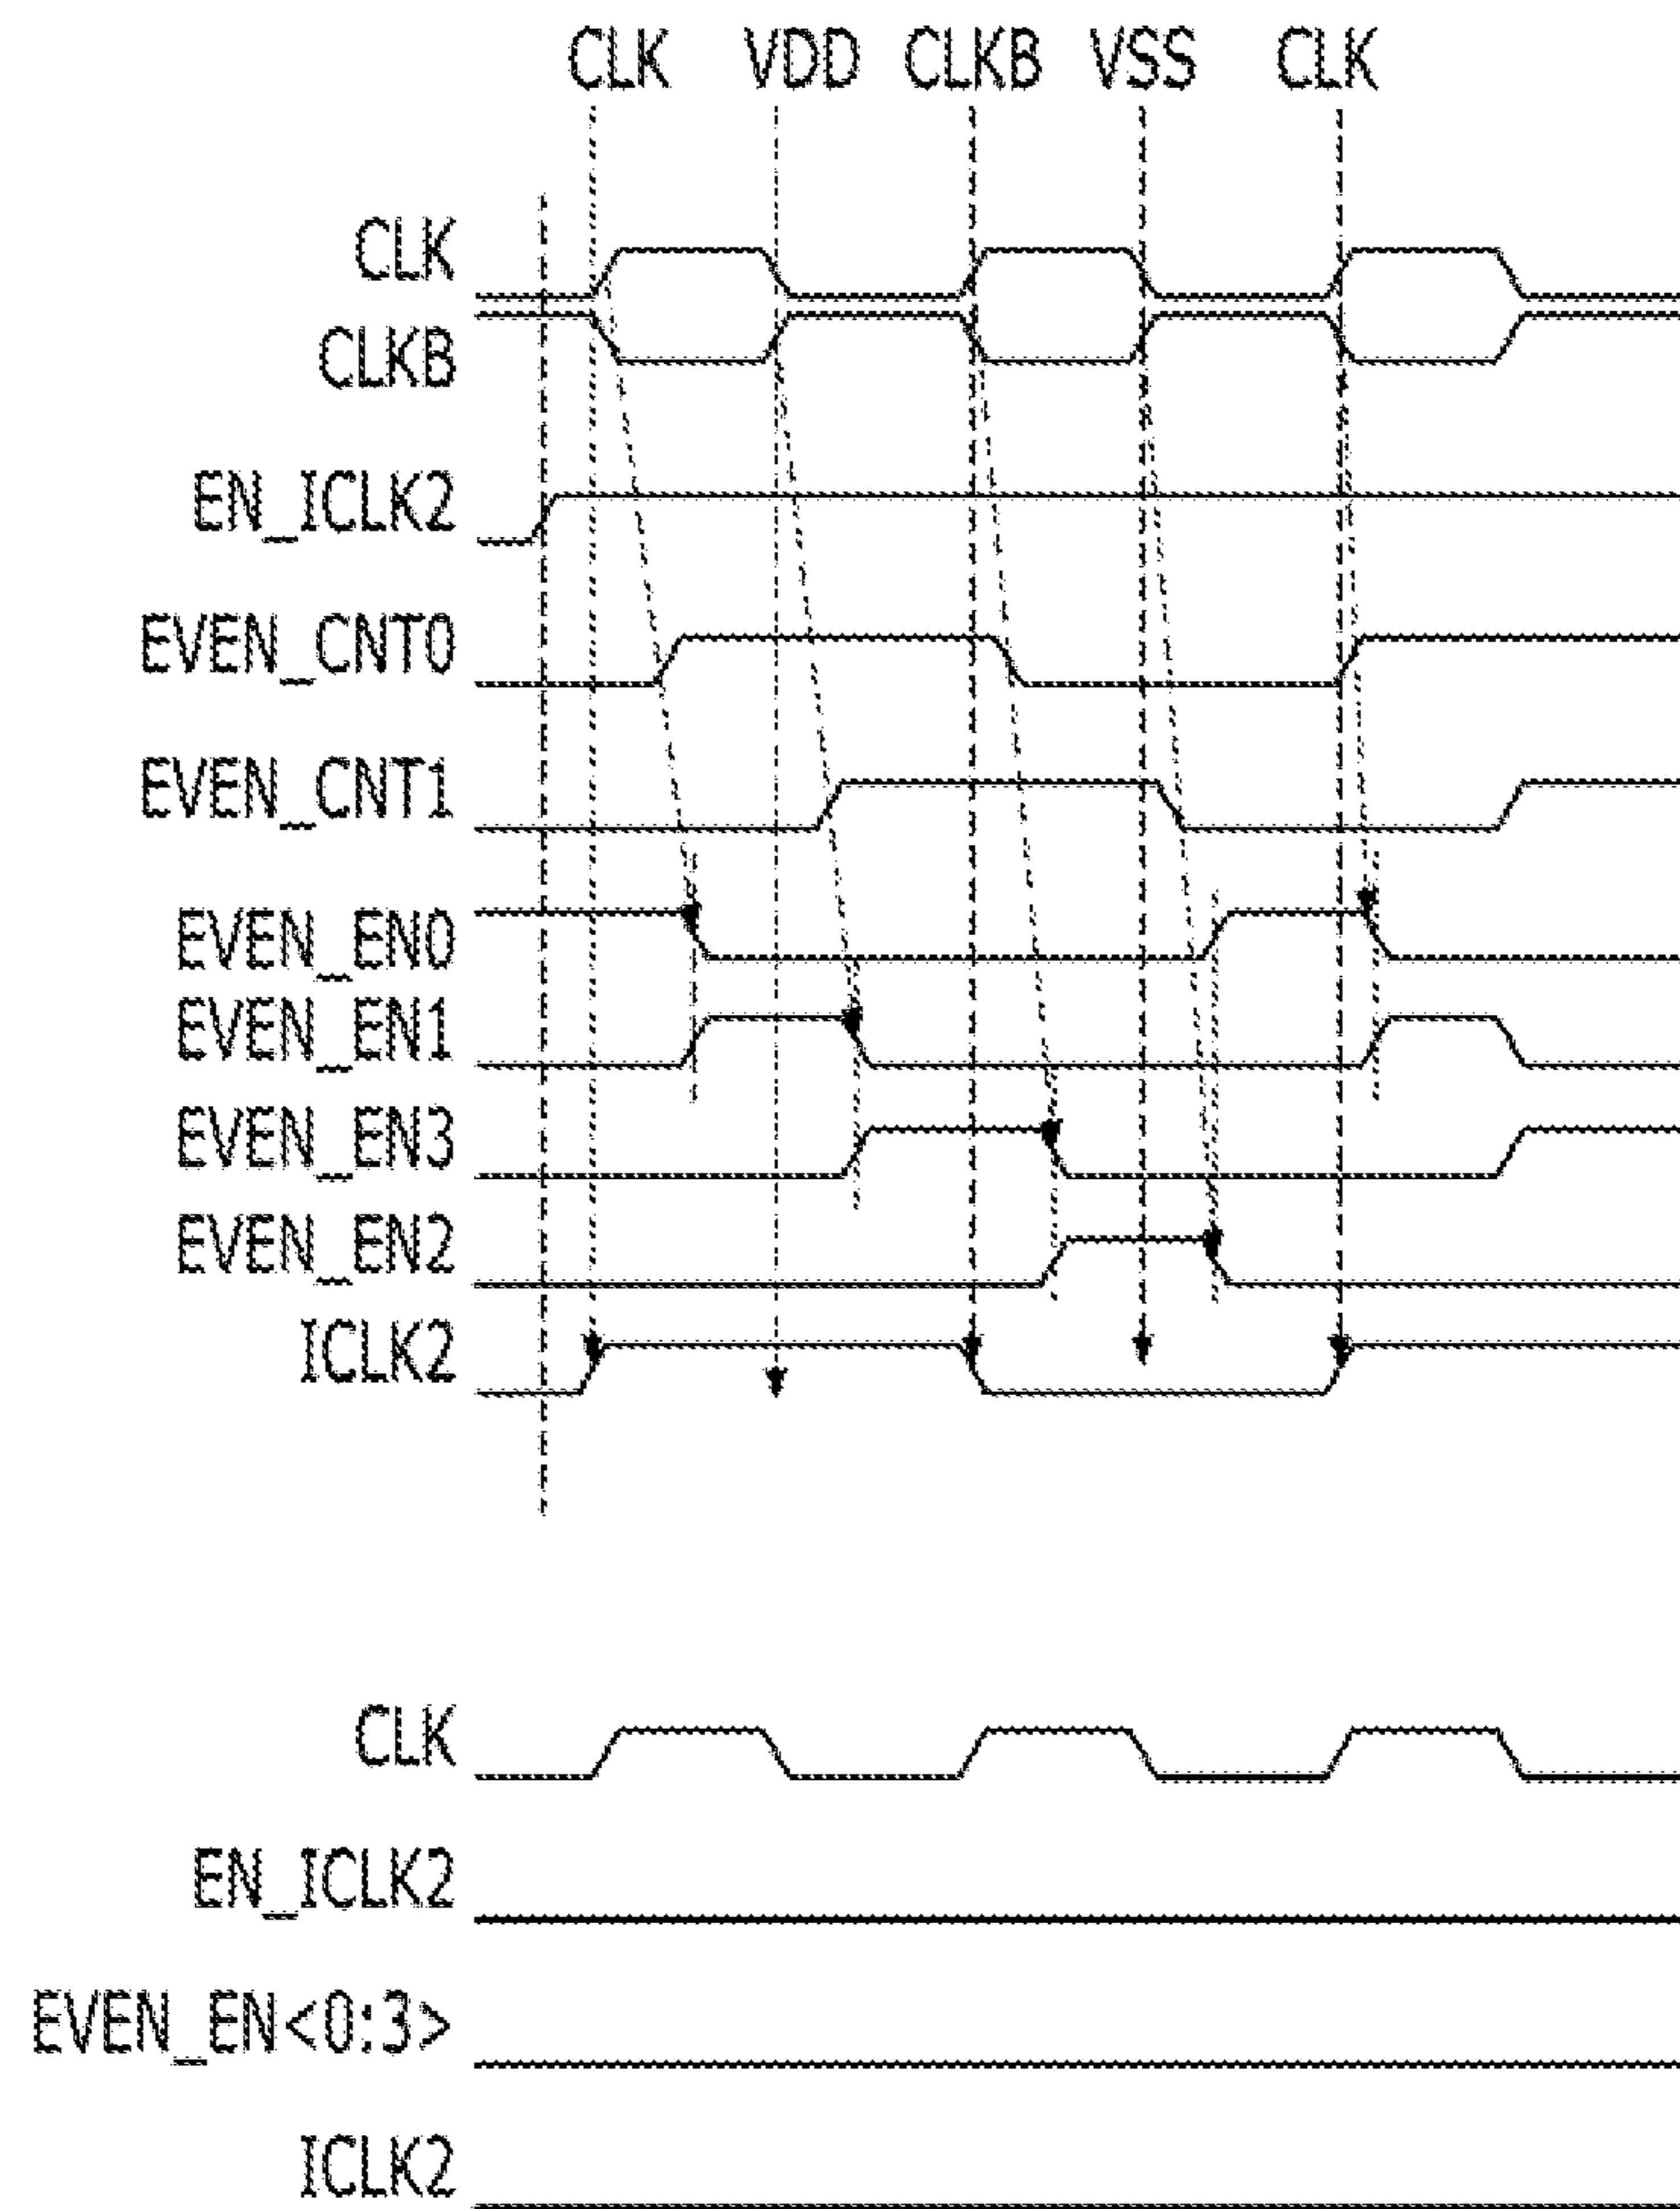 CLK VDD CLKB VSS CLK
CLK
CLKB
EN_ICLK2
EVEN_CNT0
EVEN_CNT1
EVEN_EN0
EVEN_EN1
EVEN_EN3
EVEN_EN2
ICLK2
CLK
EN_ICLK2
EVEN_EN<0:3>
ICLK2